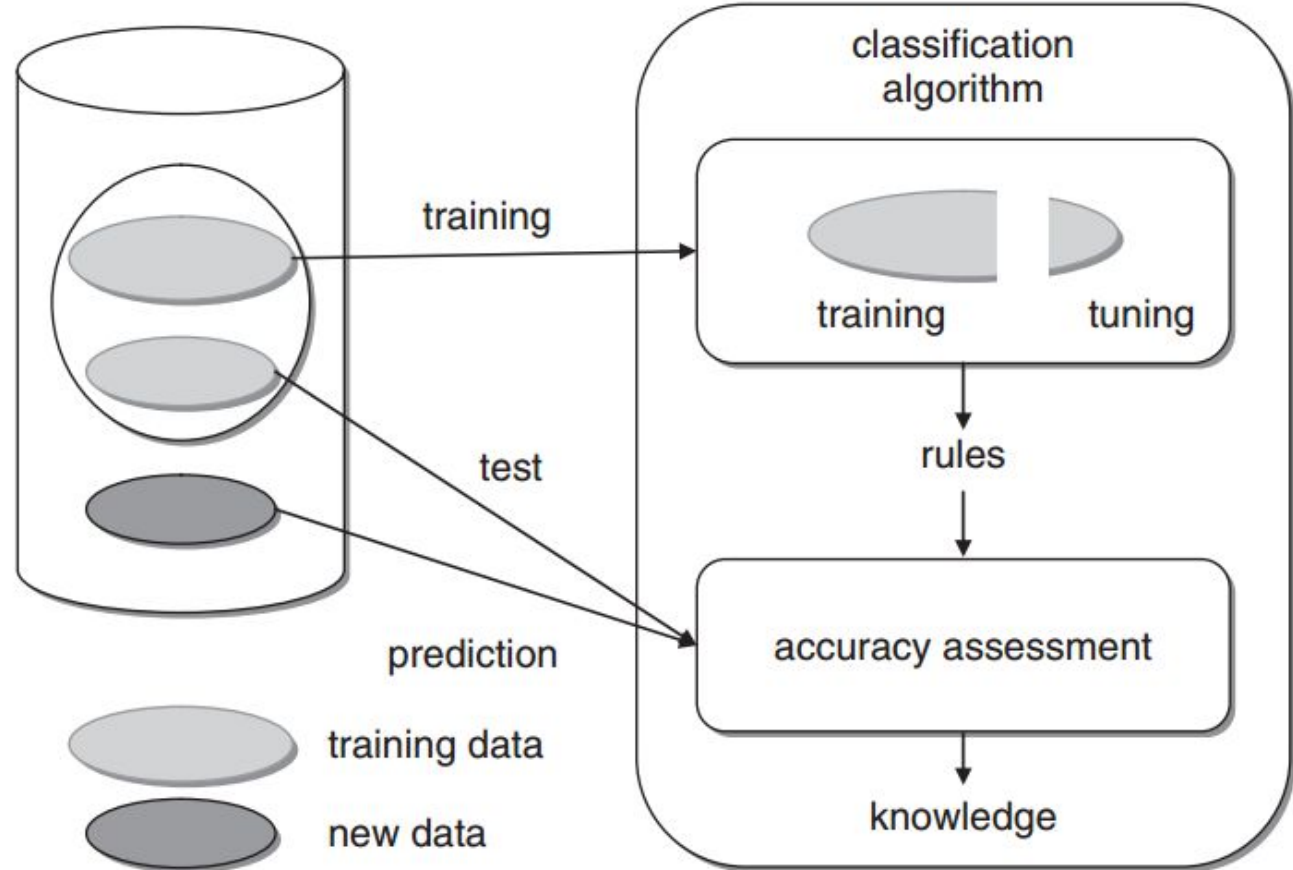 classification
algorithm
training
training
tuning
rules
test
accuracy assessment
prediction
training data
knowledge
new data